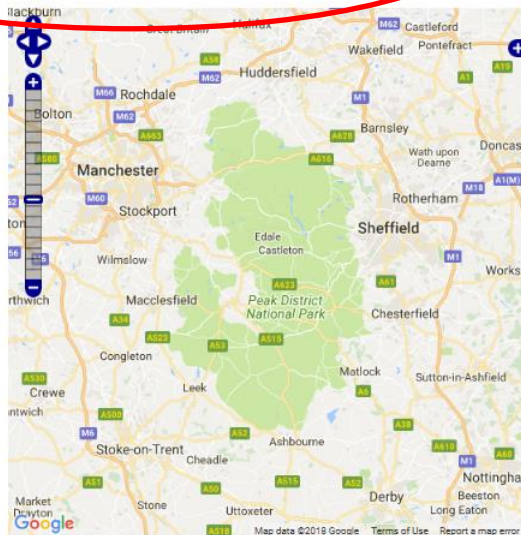 Blackburn
Great Britain
Halifax
M62
Castleford
A58
Wakefield
Pontefract
M62
Huddersfield
A1
A19
M66
Rochdale
M1
Bolton
M62
Barnsley
A663
A628
Wath upon
Dearne
Doncas
A580
A616
Manchester
A1(M)
M18
M60
Rotherham
Stockport
Sheffield
Edale
Castleton
M6
Wilmslow
M1
Works
A61
A623
rthwich
Macclesfield
Peak District
National Park
Chesterfield
A34
A523
A53
A515
Congleton
Matlock
A530
Leek
Sutton-in-Ashfield
Crewe
A6
antwich
A500
A38
M6
A52
Stoke-on-Trent
Ashbourne
A610
Cheadle
M1
A51
A50
A515
A52
Nottingha
Market
Drayton
Stone
Derby
Beeston
Long Eaton
Uttoxeter
Google
A518
Map data ©2018 Google
Terms of Use
Report a map error